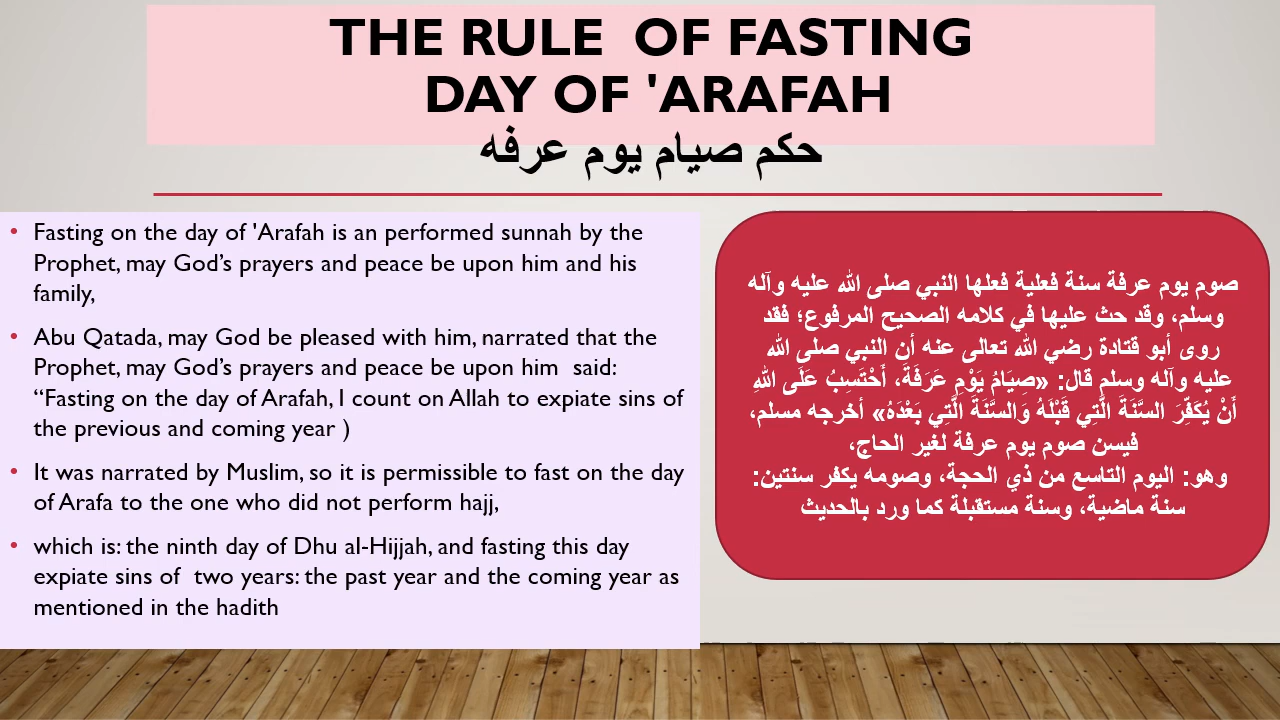 THE RULE  OF FASTING
DAY OF 'ARAFAH
حكم صيام يوم عرفه
• Fasting on the day of 'Arafah is an performed sunnah by the
Prophet, may God’s prayers and peace be upon him and his
family,
• Abu Qatada, may God be pleased with him, narrated that the
Prophet, may God’s prayers and peace be upon him  said:
“Fasting on the day of Arafah, I count on Allah to expiate sins of
the previous and coming year )
• It was narrated by Muslim, so it is permissible to fast on the day
of Arafa to the one who did not perform hajj,
• which is: the ninth day of Dhu al-Hijjah, and fasting this day
expiate sins of  two years: the past year and the coming year as
mentioned in the hadith
صوم يوم عرفة سنة فعلية فعلها النبي صلى الله عليه وآله
وسلم، وقد حث عليها في كلامه الصحيح المرفوع؛ فقد
روى أبو قتادة رضي الله تعالى عنه أن النبي صلى الله
عليه وآله وسلم قال: «صِيَامُ يَوْمِ عَرَفَةَ، أَحْتَسِبُ عَلَى اللهِ
أَنْ يُكَفِّرَ السَّنَةَ الَّتِي قَبْلَهُ وَالسَّنَةَ الَّتِي بَعْدَهُ» أخرجه مسلم،
فيسن صوم يوم عرفة لغير الحاج،
وهو: اليوم التاسع من ذي الحجة، وصومه يكفر سنتين:
سنة ماضية، وسنة مستقبلة كما ورد بالحديث